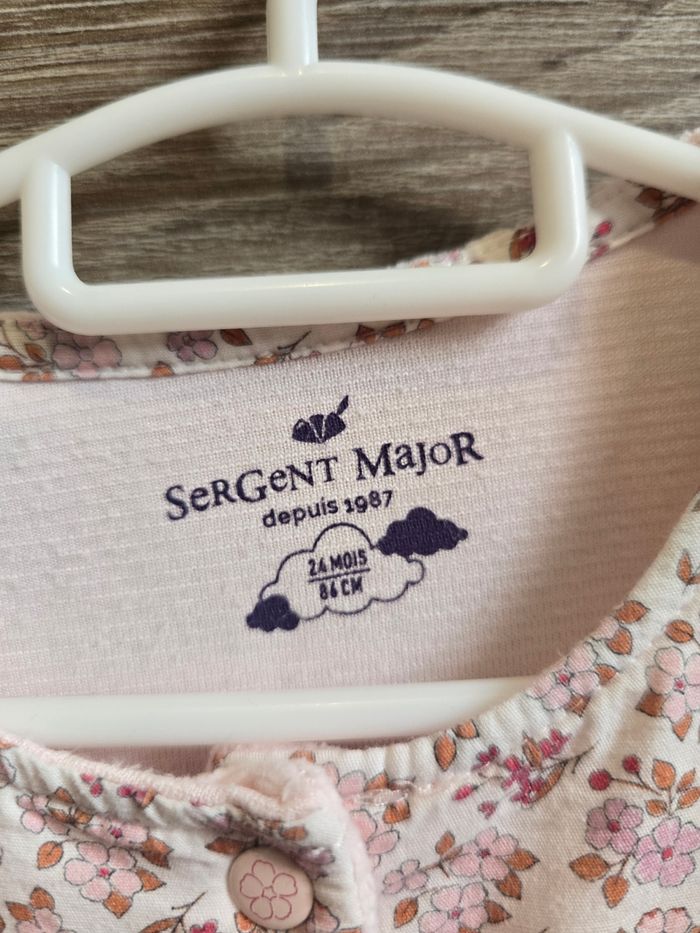 SeRGeNT MaJoR
depuis 1987
24 MOIS
86 CM